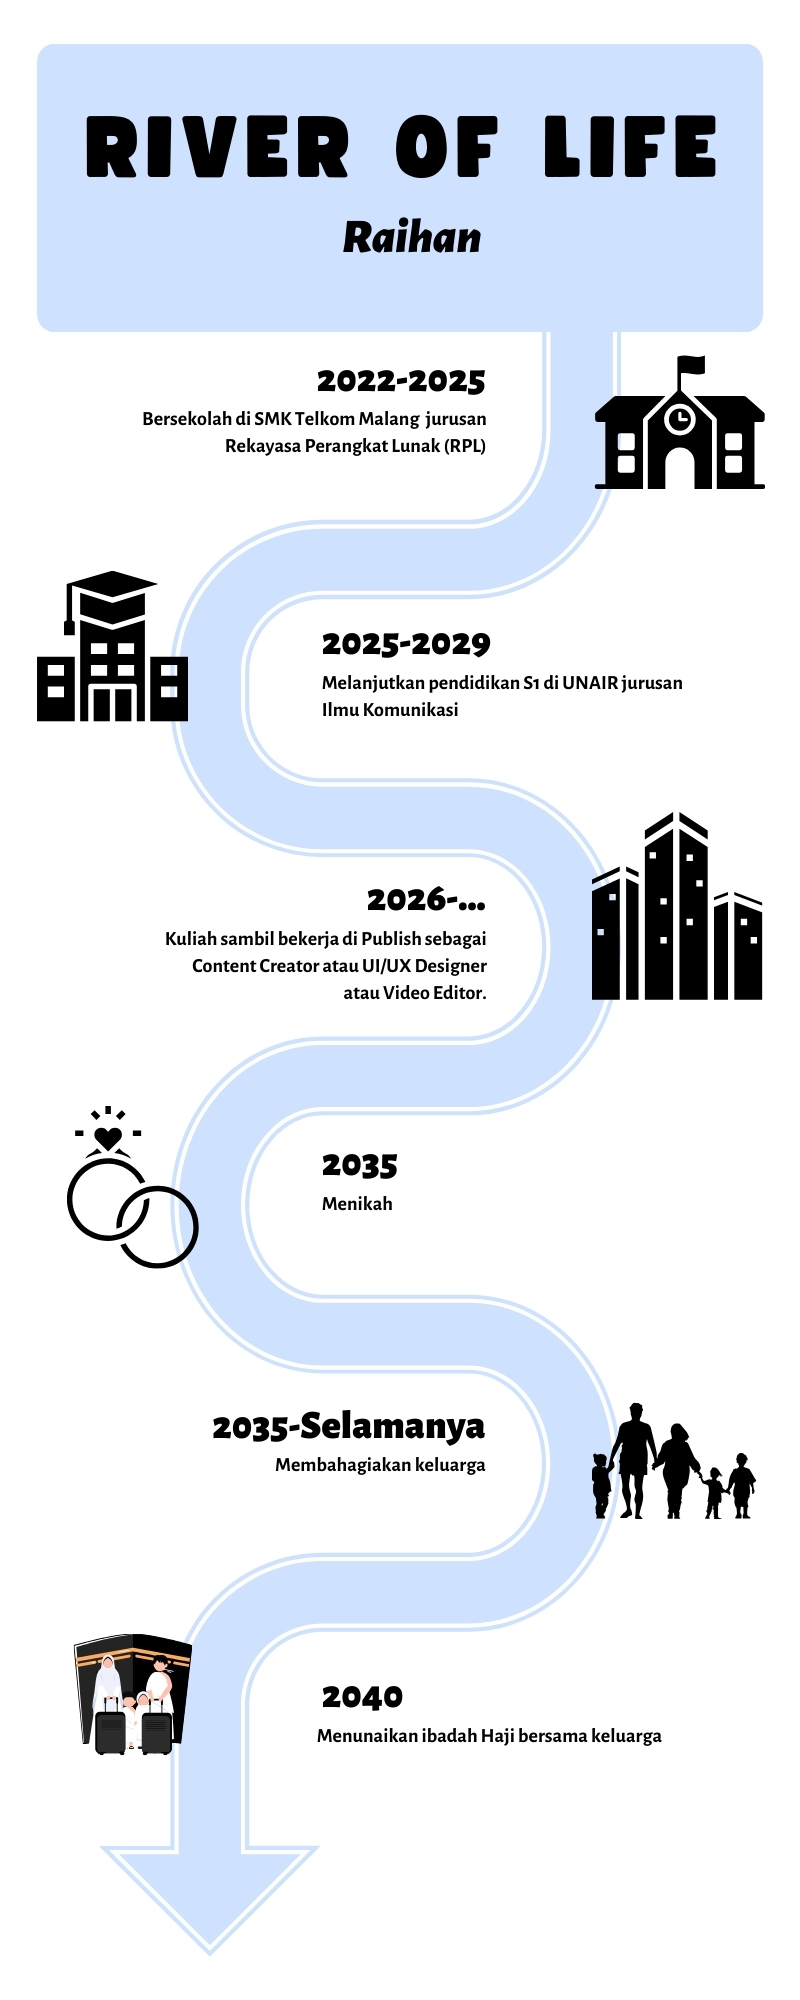 RIVER OF LIFE
Raihan
2022-2025
Bersekolah di SMK Telkom Malang jurusan
Rekayasa Perangkat Lunak (RPL)
2025-2029
Melanjutkan pendidikan S1 di UNAIR jurusan
Ilmu Komunikasi
2026-...
Kuliah sambil bekerja di Publish sebagai
Content Creator atau UI/UX Designer
atau Video Editor.
2035
Menikah
2035-Selamanya
Membahagiakan keluarga
2040
Menunaikan ibadah Haji bersama keluarga